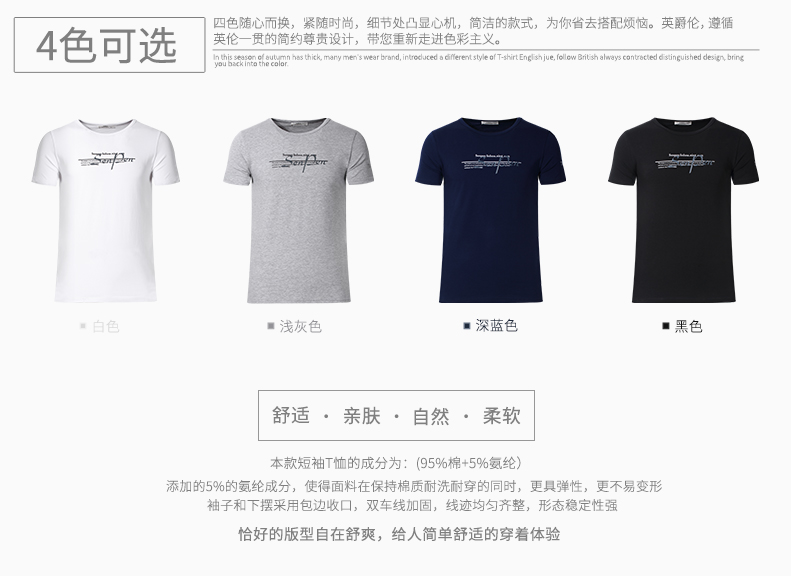 4色可选
四色随心而换，紧随时尚，细节处凸显心机，简洁的款式，为你省去搭配烦恼。英爵伦，遵循
英伦一贯的简约尊贵设计，带您重新走进色彩主义。
In this season of autumn has thick, many men's wear brand, introduced a different style of T-shirt English jue, follow British always contracted distinguished design, bring
you back into the color.
白色
浅灰色
深蓝色
黑色
舒适 · 亲肤 · 自然 · 柔软
本款短袖T恤的成分为：(95%棉+5%氨纶）
添加的5%的氨纶成分，使得面料在保持棉质耐洗耐穿的同时，更具弹性，更不易变形
袖子和下摆采用包边收口，双车线加固，线迹均匀齐整，形态稳定性强
恰好的版型自在舒爽，给人简单舒适的穿着体验